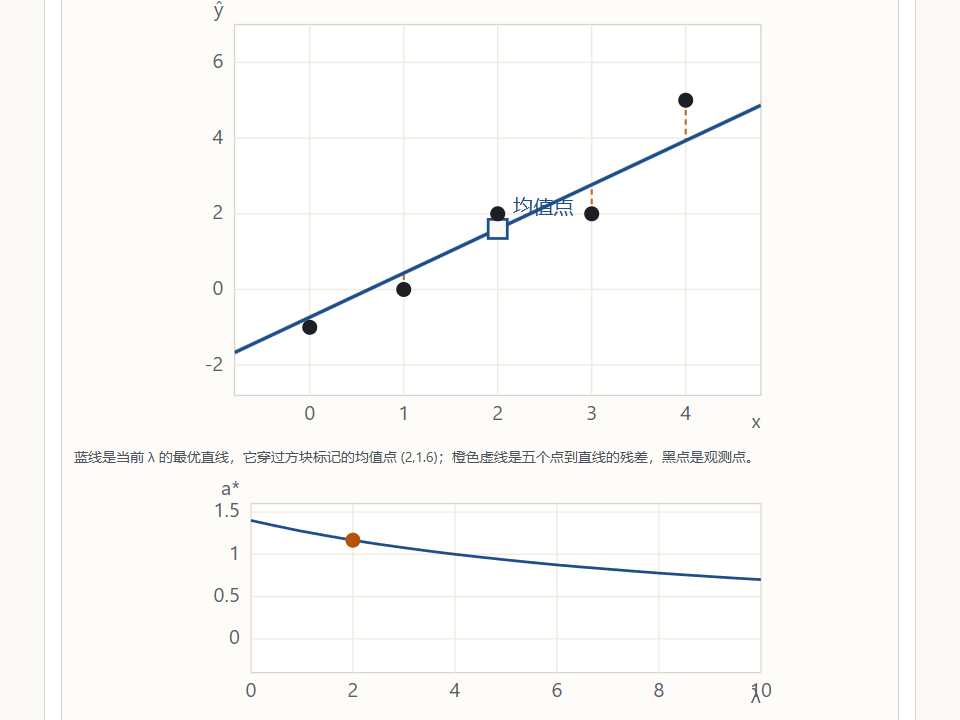 ŷ
6
4
2
0
-2
均值点
0 1 2 3 4
x
蓝线是当前 λ 的最优直线，它穿过方块标记的均值点 (2,1.6)；橙色虚线是五个点到直线的残差，黑点是观测点。
a*
1.5
1
0.5
0
0 2 4 6 8 10
λ